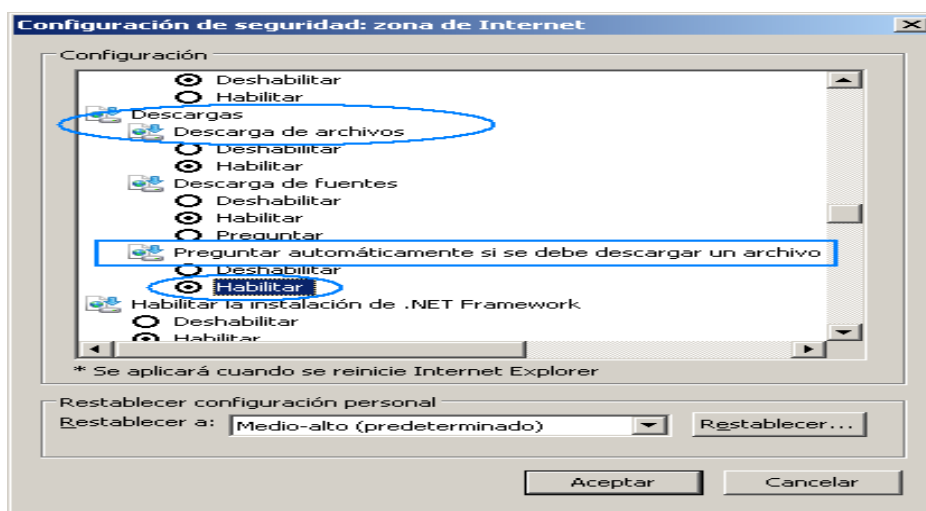 Configuración de seguridad: zona de Internet
Configuración
Deshabilitar
Habilitar
Descargas
Descarga de archivos
Deshabilitar
Habilitar
Descarga de fuentes
Deshabilitar
Habilitar
Preguntar
Preguntar automáticamente si se debe descargar un archivo
Deshabilitar
Habilitar
Habilitar la instalación de .NET Framework
Deshabilitar
Habilitar
* Se aplicará cuando se reinicie Internet Explorer
Restablecer configuración personal
Restablecer a: Medio-alto (predeterminado) Restablecer...
Aceptar Cancelar